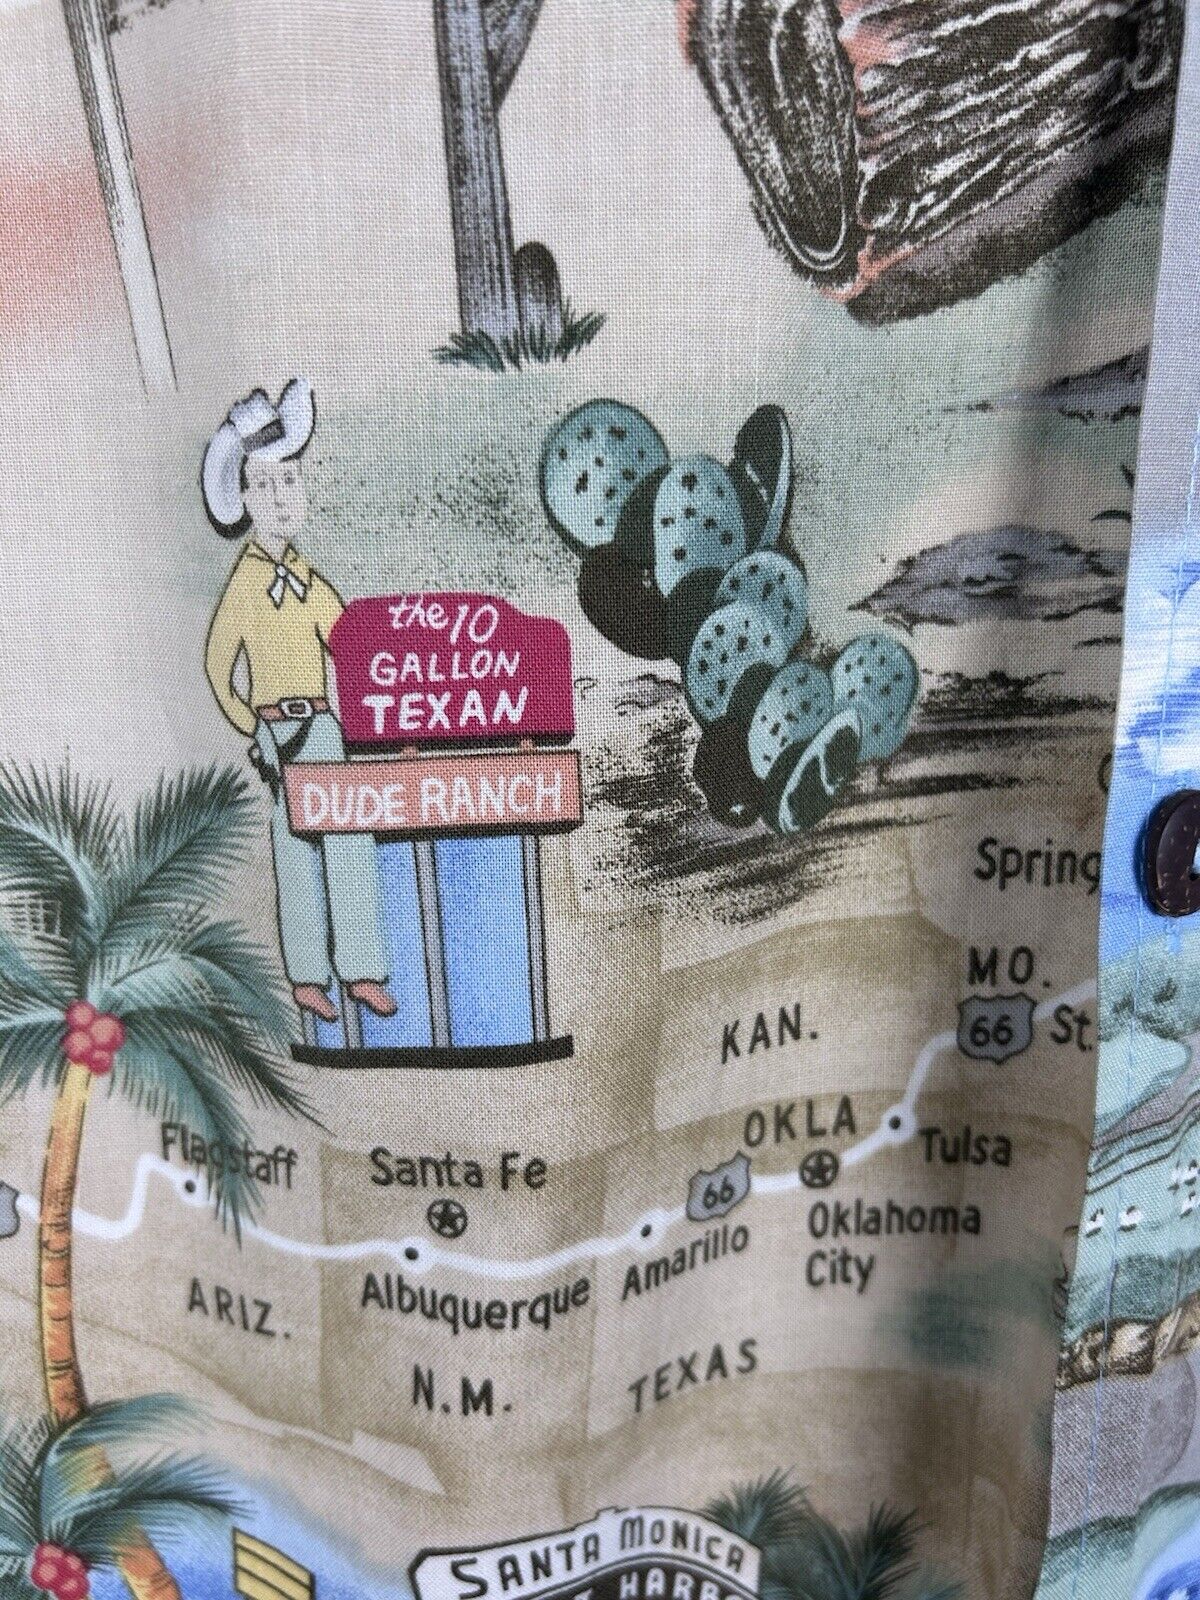 the 10
GALLON
TEXAN
DUDE RANCH
Spring
MO.
66
St.
KAN.
OKLA
Tulsa
Flagstaff
Santa Fe
66
Oklahoma
City
Albuquerque
Amarillo
ARIZ.
N.M.
TEXAS
SANTA MONICA